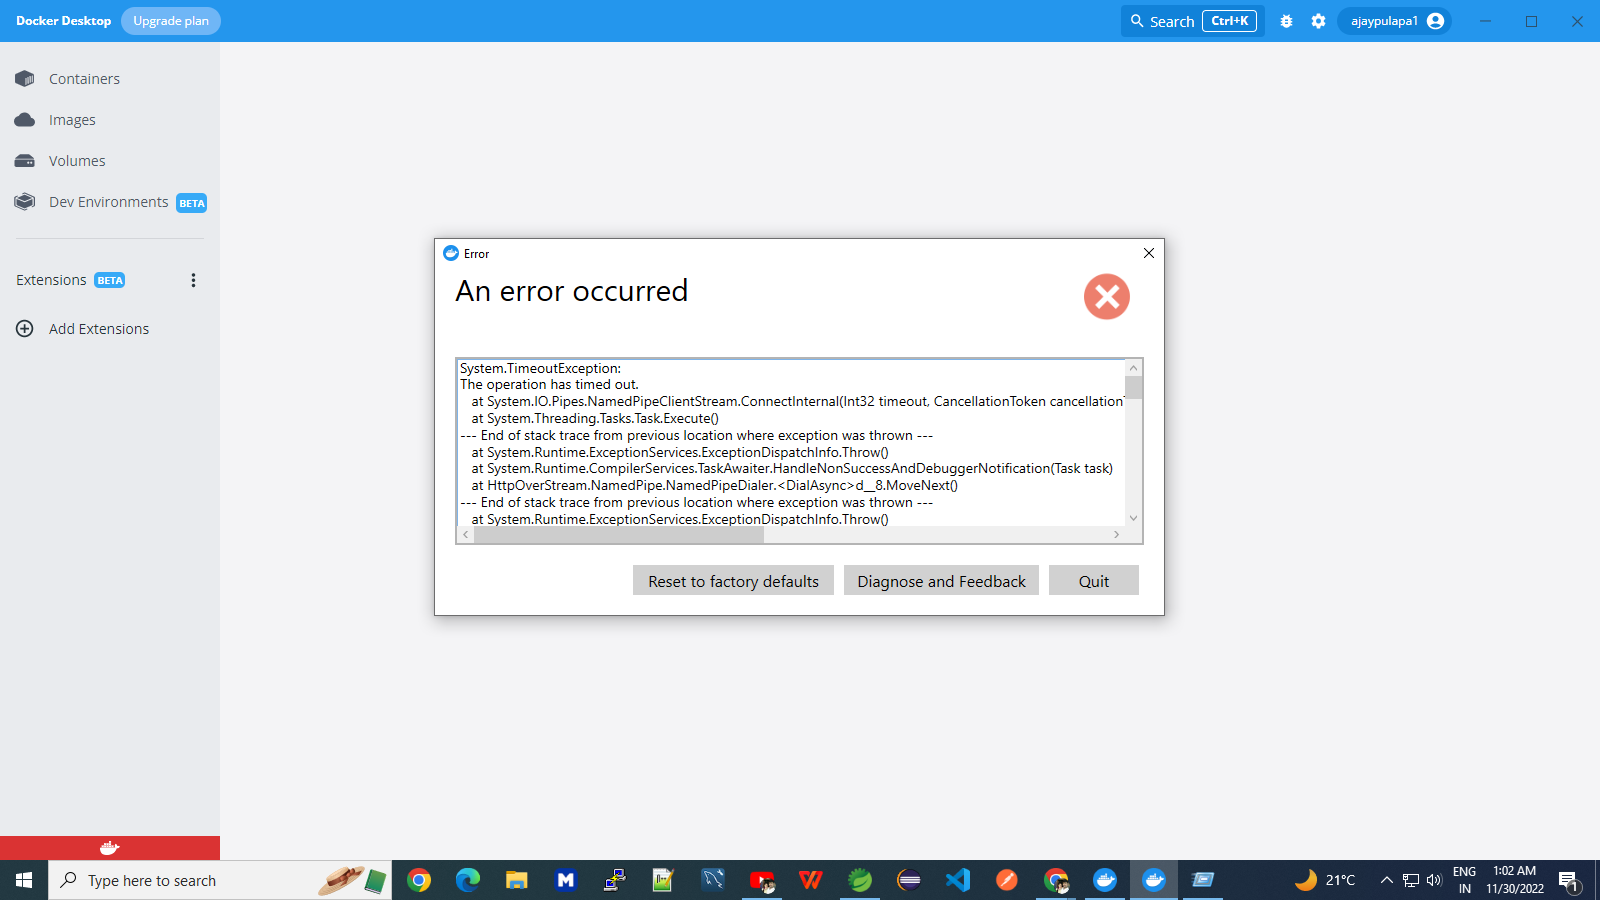 Docker Desktop
Upgrade plan
Search
Ctrl+K
ajaypulapa1
Containers
Images
Volumes
Dev Environments
BETA
Extensions
BETA
Add Extensions
Error
An error occurred
System.TimeoutException:
The operation has timed out.
at System.IO.Pipes.NamedPipeClientStream.ConnectInternal(Int32 timeout, CancellationToken cancellation
at System.Threading.Tasks.Task.Execute()
--- End of stack trace from previous location where exception was thrown ---
at System.Runtime.ExceptionServices.ExceptionDispatchInfo.Throw()
at System.Runtime.CompilerServices.TaskAwaiter.HandleNonSuccessAndDebuggerNotification(Task task)
at HttpOverStream.NamedPipe.NamedPipeDialer.<DialAsync>d__8.MoveNext()
--- End of stack trace from previous location where exception was thrown ---
at System.Runtime.ExceptionServices.ExceptionDispatchInfo.Throw()
Reset to factory defaults
Diagnose and Feedback
Quit
Type here to search
21°C
ENG
IN
1:02 AM
11/30/2022
1